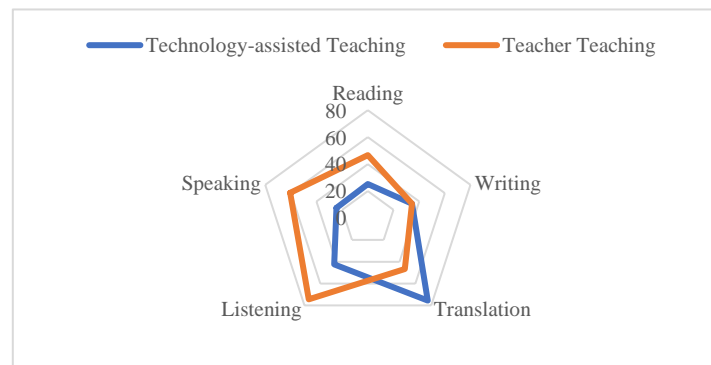 Technology-assisted Teaching Teacher Teaching
Reading
80
60
40
20
0
Speaking Writing
Listening Translation